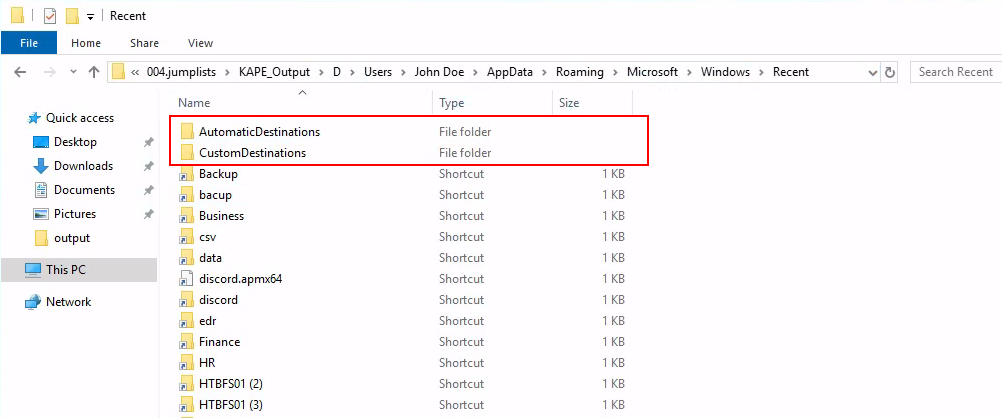 Recent
File Home Share View
« 004.jumplists > KAPE_Output > D > Users > John Doe > AppData > Roaming > Microsoft > Windows > Recent Search Recent
Name Type Size
Quick access
Desktop
Downloads
Documents
Pictures
output
This PC
Network
AutomaticDestinations File folder
CustomDestinations File folder
Backup Shortcut 1 KB
bacup Shortcut 1 KB
Business Shortcut 1 KB
csv Shortcut 1 KB
data Shortcut 1 KB
discord.apmx64 Shortcut 1 KB
discord Shortcut 1 KB
edr Shortcut 1 KB
Finance Shortcut 1 KB
HR Shortcut 1 KB
HTBFS01 (2) Shortcut 1 KB
HTBFS01 (3) Shortcut 1 KB